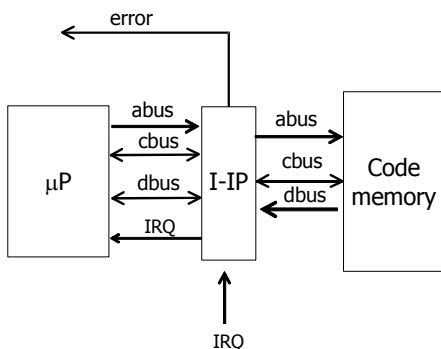 error
abus
cbus
dbus
IRQ
μP
I-IP
abus
cbus
dbus
Code
memory
IRQ